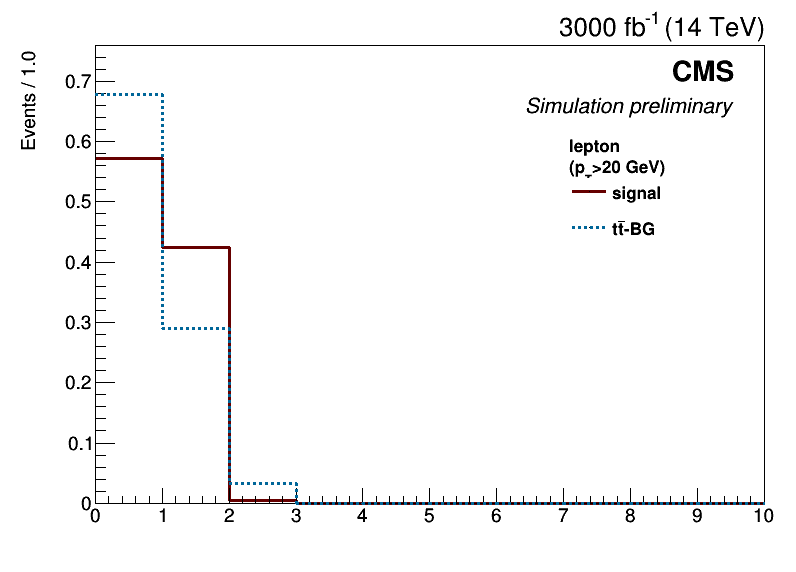 3000 fb⁻¹ (14 TeV)
Events / 1.0
CMS
Simulation preliminary
lepton
(p_T>20 GeV)
signal
tt̄-BG
0.7
0.6
0.5
0.4
0.3
0.2
0.1
0
0 1 2 3 4 5 6 7 8 9 10